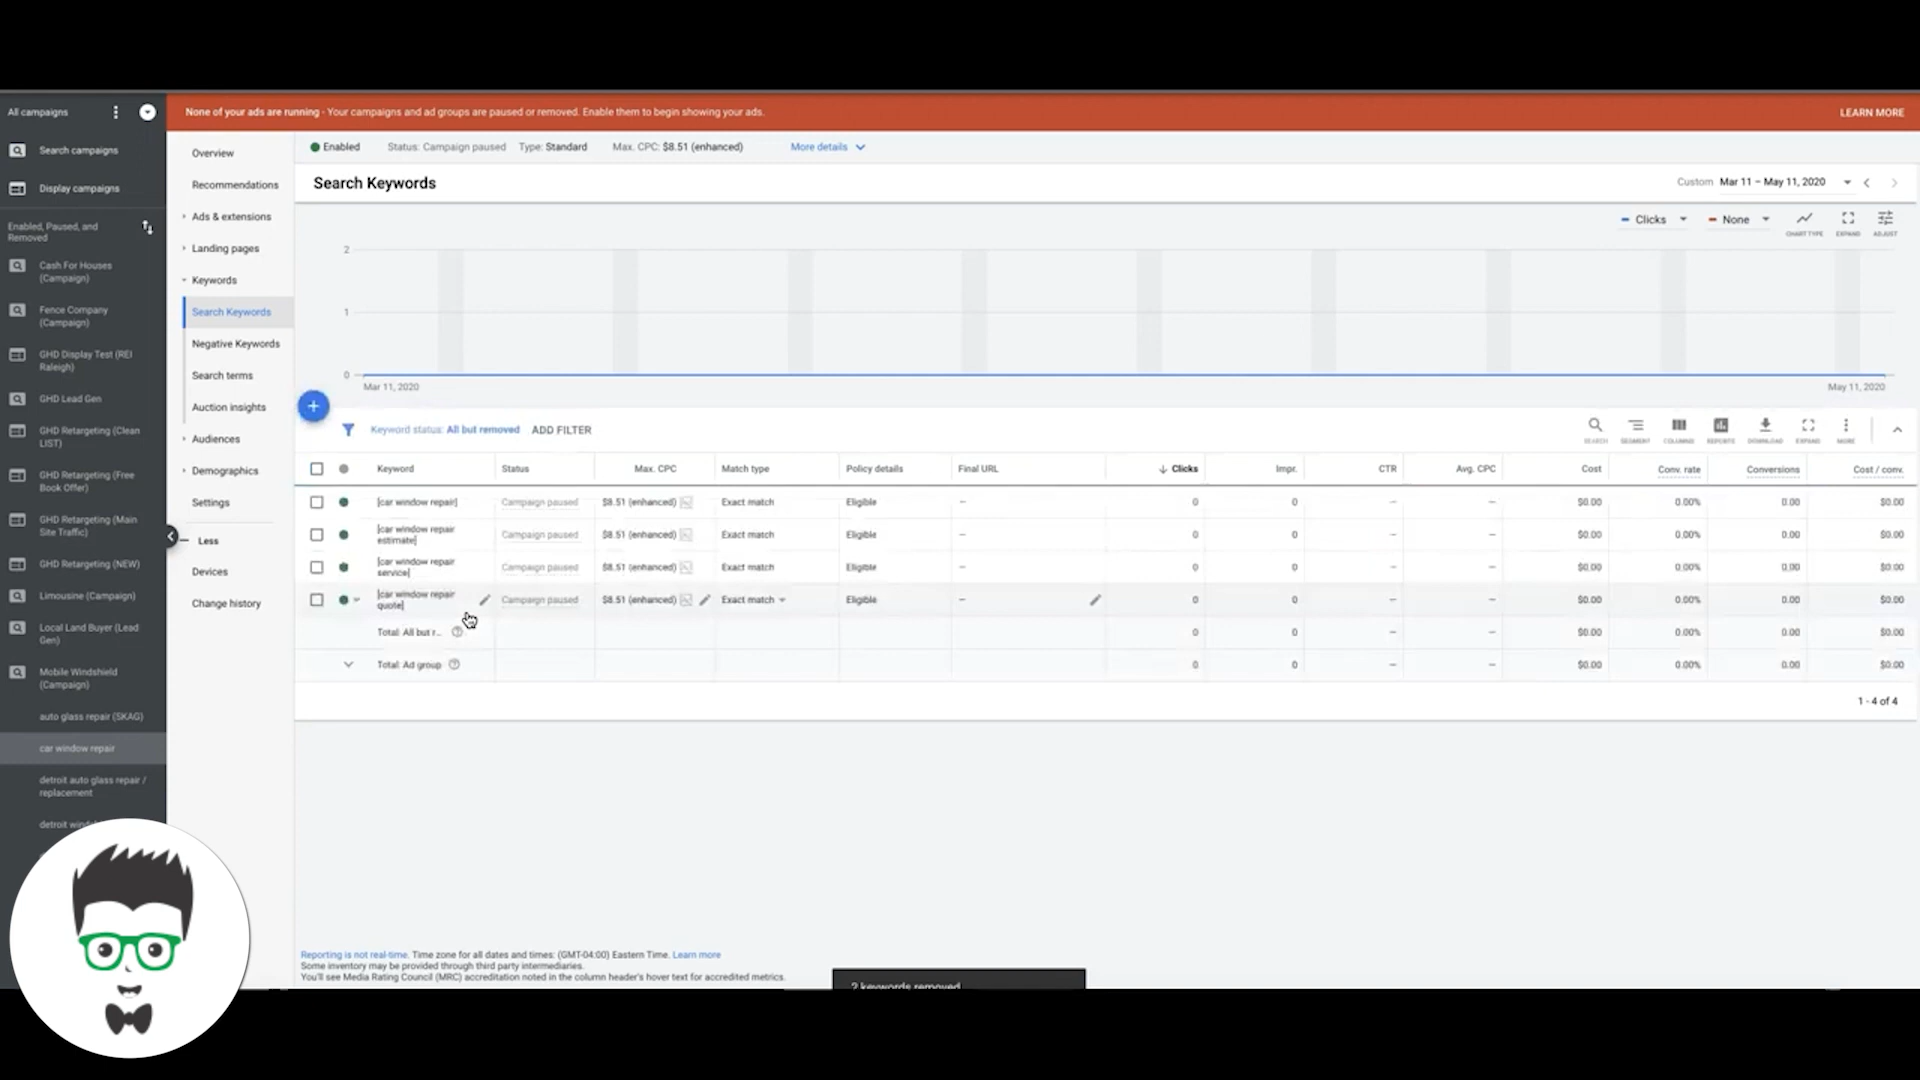 All campaigns
None of your ads are running - Your campaigns and ad groups are paused or removed. Enable them to begin showing your ads.
LEARN MORE
Search campaigns
Display campaigns
Enabled, Paused, and
Removed
Cash For Houses
(Campaign)
Fence Company
(Campaign)
GHD Display Test (REI
Raleigh)
GHD Lead Gen
GHD Retargeting (Clean
LIST)
GHD Retargeting (Free
Book Offer)
GHD Retargeting (Main
Site Traffic)
GHD Retargeting (NEW)
Limousine (Campaign)
Local Land Buyer (Lead
Gen)
Mobile Windshield
(Campaign)
auto glass repair (SKAG)
car window repair
detroit auto glass repair /
replacement
Overview
Recommendations
Ads & extensions
Landing pages
Keywords
Search Keywords
Negative Keywords
Search terms
Auction insights
Audiences
Demographics
Settings
Less
Devices
Change history
Enabled Status: Campaign paused Type: Standard Max. CPC: $8.51 (enhanced) More details
Search Keywords
Custom Mar 11 – May 11, 2020
Clicks None CHART TYPE EXPAND ADJUST
2
1
0
Mar 11, 2020 May 11, 2020
Keyword status: All but removed ADD FILTER
SEARCH SEGMENT COLUMNS REPORTS DOWNLOAD EXPAND MORE
Keyword Status Max. CPC Match type Policy details Final URL Clicks Impr. CTR Avg. CPC Cost Conv. rate Conversions Cost / conv.
[car window repair] Campaign paused $8.51 (enhanced) Exact match Eligible – 0 0 – – $0.00 0.00% 0.00 $0.00
[car window repair
estimate] Campaign paused $8.51 (enhanced) Exact match Eligible – 0 0 – – $0.00 0.00% 0.00 $0.00
[car window repair
service] Campaign paused $8.51 (enhanced) Exact match Eligible – 0 0 – – $0.00 0.00% 0.00 $0.00
[car window repair
quote] Campaign paused $8.51 (enhanced) Exact match Eligible – 0 0 – – $0.00 0.00% 0.00 $0.00
Total: All but r... 0 0 – – $0.00 0.00% 0.00 $0.00
Total: Ad group 0 0 – – $0.00 0.00% 0.00 $0.00
1 - 4 of 4
Reporting is not real-time. Time zone for all dates and times: (GMT-04:00) Eastern Time. Learn more
Some inventory may be provided through third party intermediaries.
You'll see Media Rating Council (MRC) accreditation noted in the column header's hover text for accredited metrics.
2 keywords removed